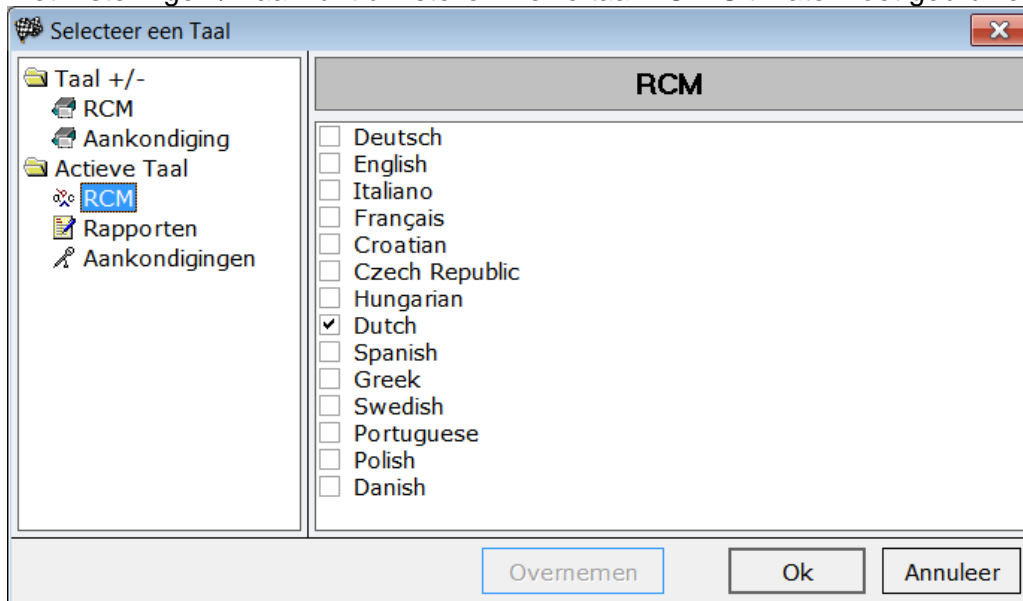 Selecteer een Taal
Taal +/-
RCM
Aankondiging
Actieve Taal
RCM
Rapporten
Aankondigingen
RCM
Deutsch
English
Italiano
Français
Croatian
Czech Republic
Hungarian
Dutch
Spanish
Greek
Swedish
Portuguese
Polish
Danish
Overnemen
Ok
Annuleer